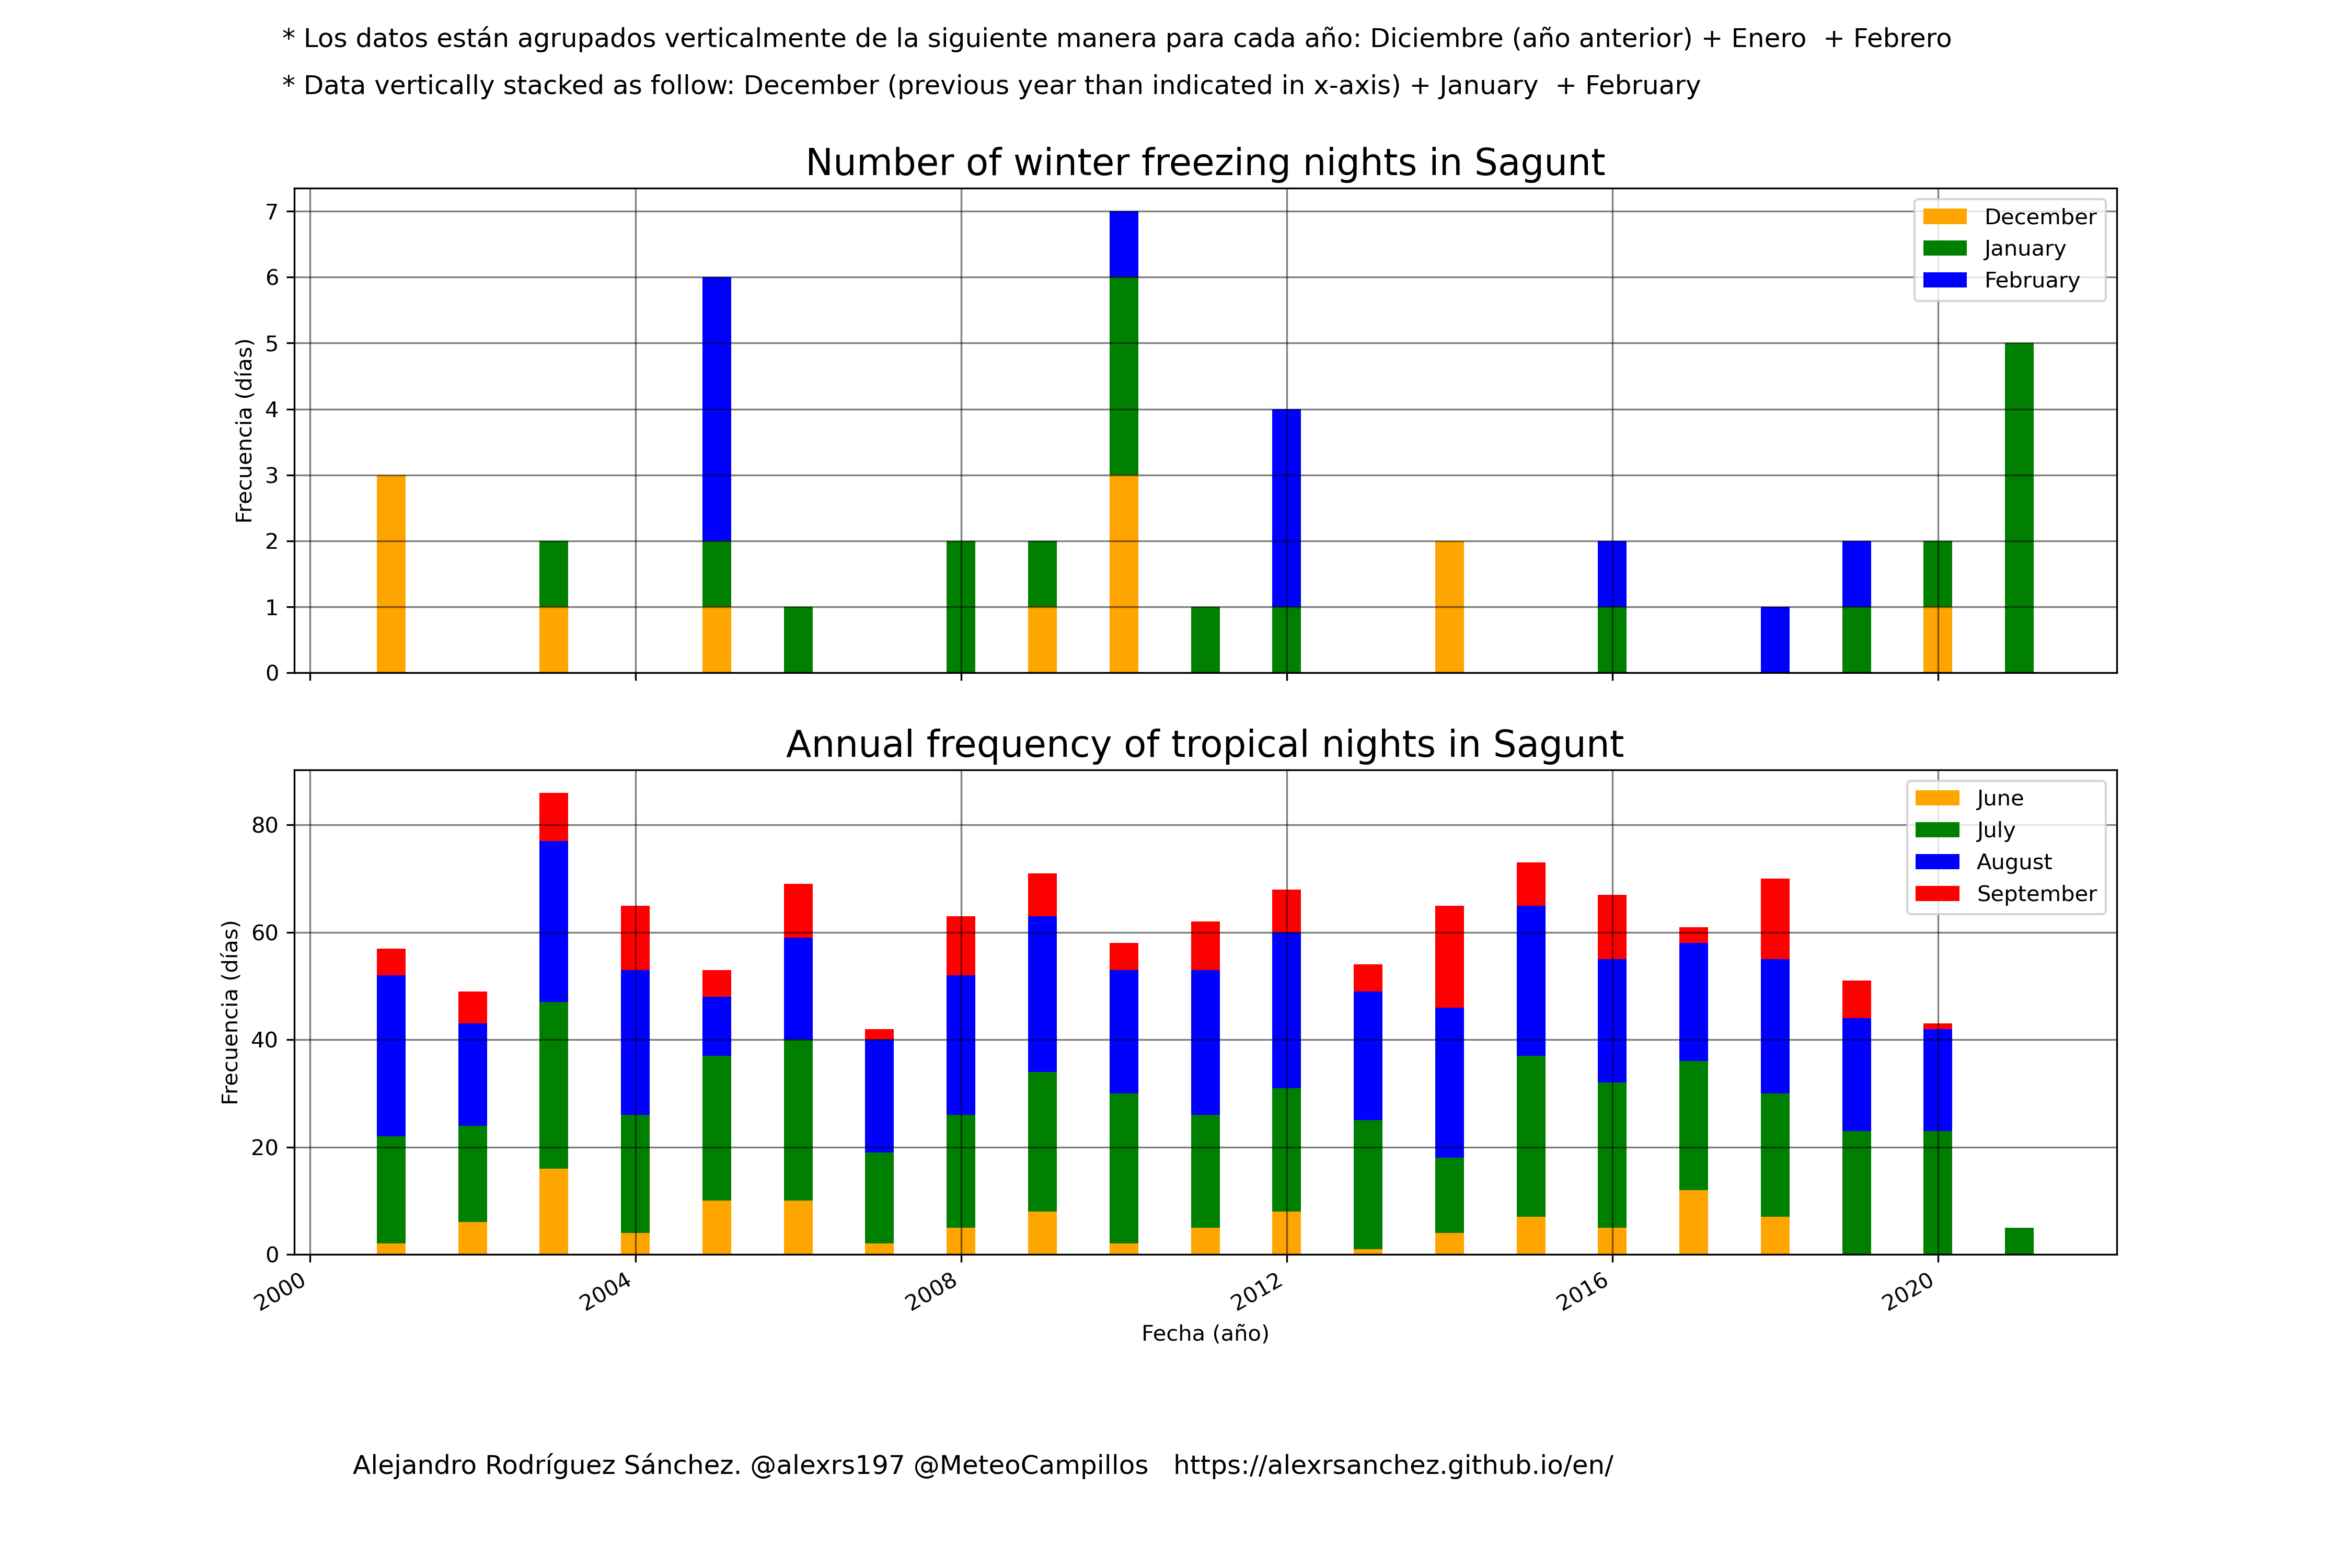 * Los datos están agrupados verticalmente de la siguiente manera para cada año: Diciembre (año anterior) + Enero  + Febrero
* Data vertically stacked as follow: December (previous year than indicated in x-axis) + January  + February
Number of winter freezing nights in Sagunt
7
6
5
4
3
2
1
0
Frecuencia (días)
December
January
February
Annual frequency of tropical nights in Sagunt
80
60
40
20
0
Frecuencia (días)
June
July
August
September
2000 2004 2008 2012 2016 2020
Fecha (año)
Alejandro Rodríguez Sánchez. @alexrs197 @MeteoCampillos   https://alexrsanchez.github.io/en/